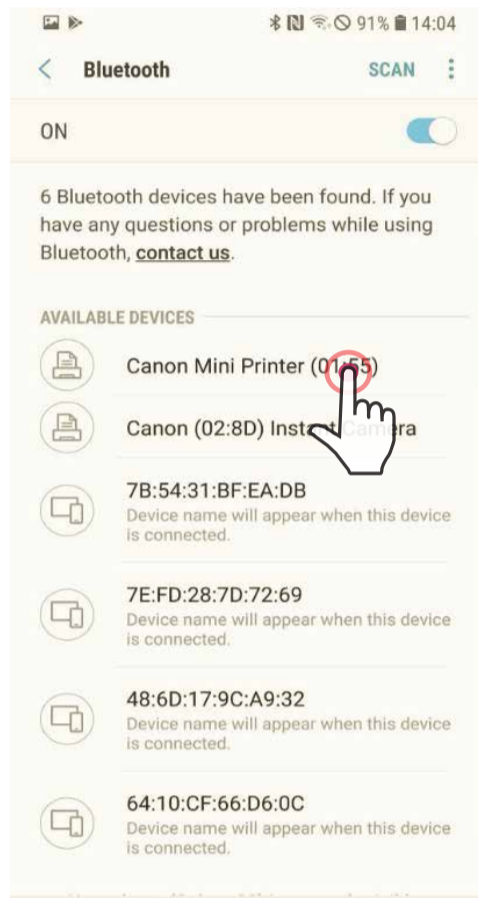 91% 14:04
Bluetooth SCAN
ON
6 Bluetooth devices have been found. If you
have any questions or problems while using
Bluetooth, contact us.
AVAILABLE DEVICES
Canon Mini Printer (01:55)
Canon (02:8D) Instant Camera
7B:54:31:BF:EA:DB
Device name will appear when this device
is connected.
7E:FD:28:7D:72:69
Device name will appear when this device
is connected.
48:6D:17:9C:A9:32
Device name will appear when this device
is connected.
64:10:CF:66:D6:0C
Device name will appear when this device
is connected.